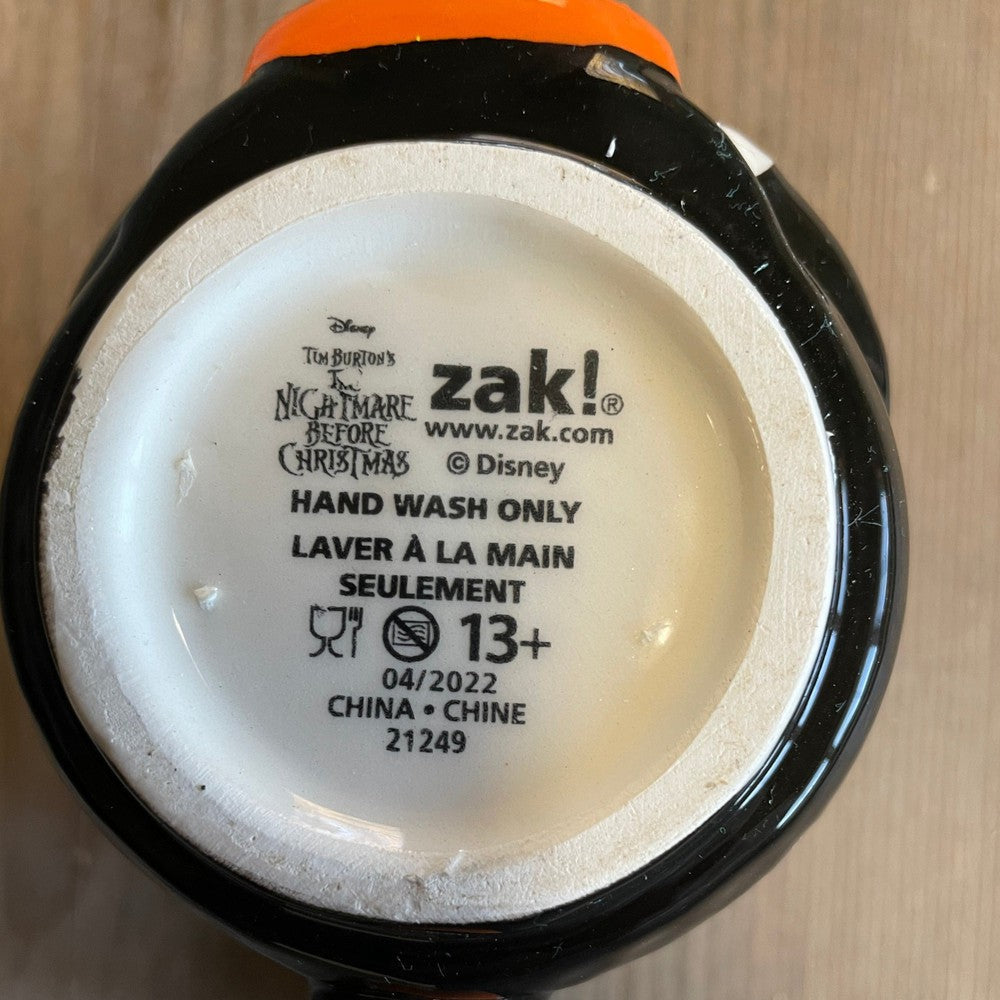 Disney
TIM BURTON'S
The
NIGHTMARE
BEFORE
CHRISTMAS
zak!®
www.zak.com
© Disney
HAND WASH ONLY
LAVER À LA MAIN
SEULEMENT
13+
04/2022
CHINA • CHINE
21249